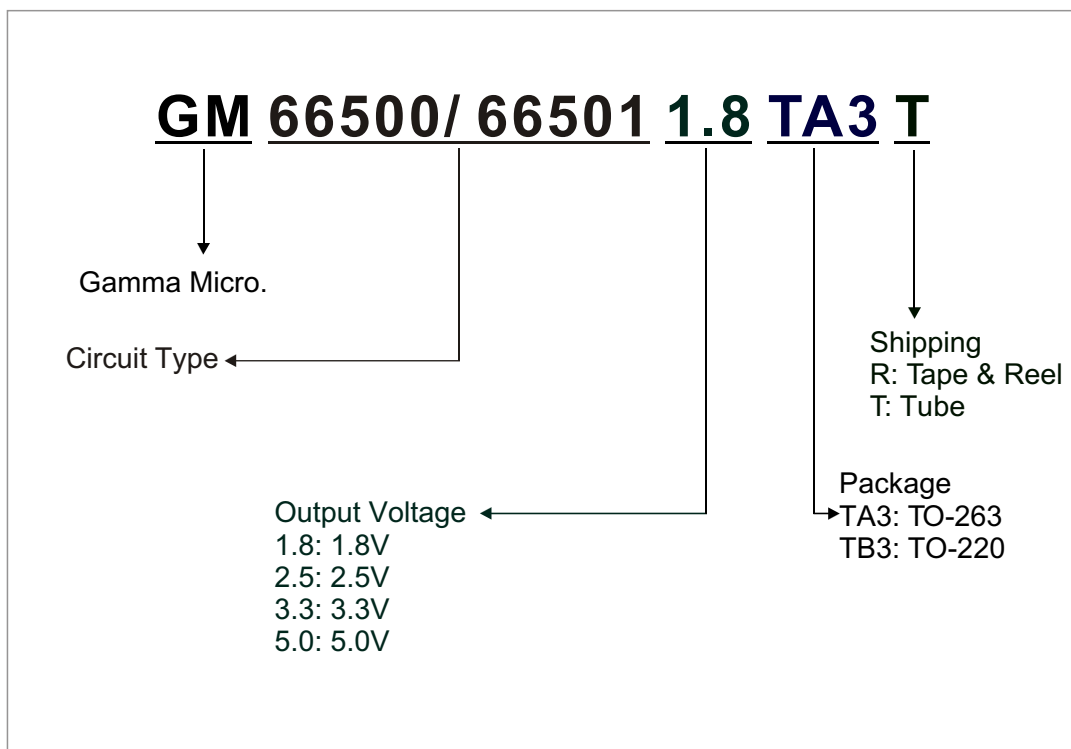 GM 66500/ 66501 1.8 TA3 T
Gamma Micro.
Circuit Type
Shipping
R: Tape & Reel
T: Tube
Package
TA3: TO-263
TB3: TO-220
Output Voltage
1.8: 1.8V
2.5: 2.5V
3.3: 3.3V
5.0: 5.0V